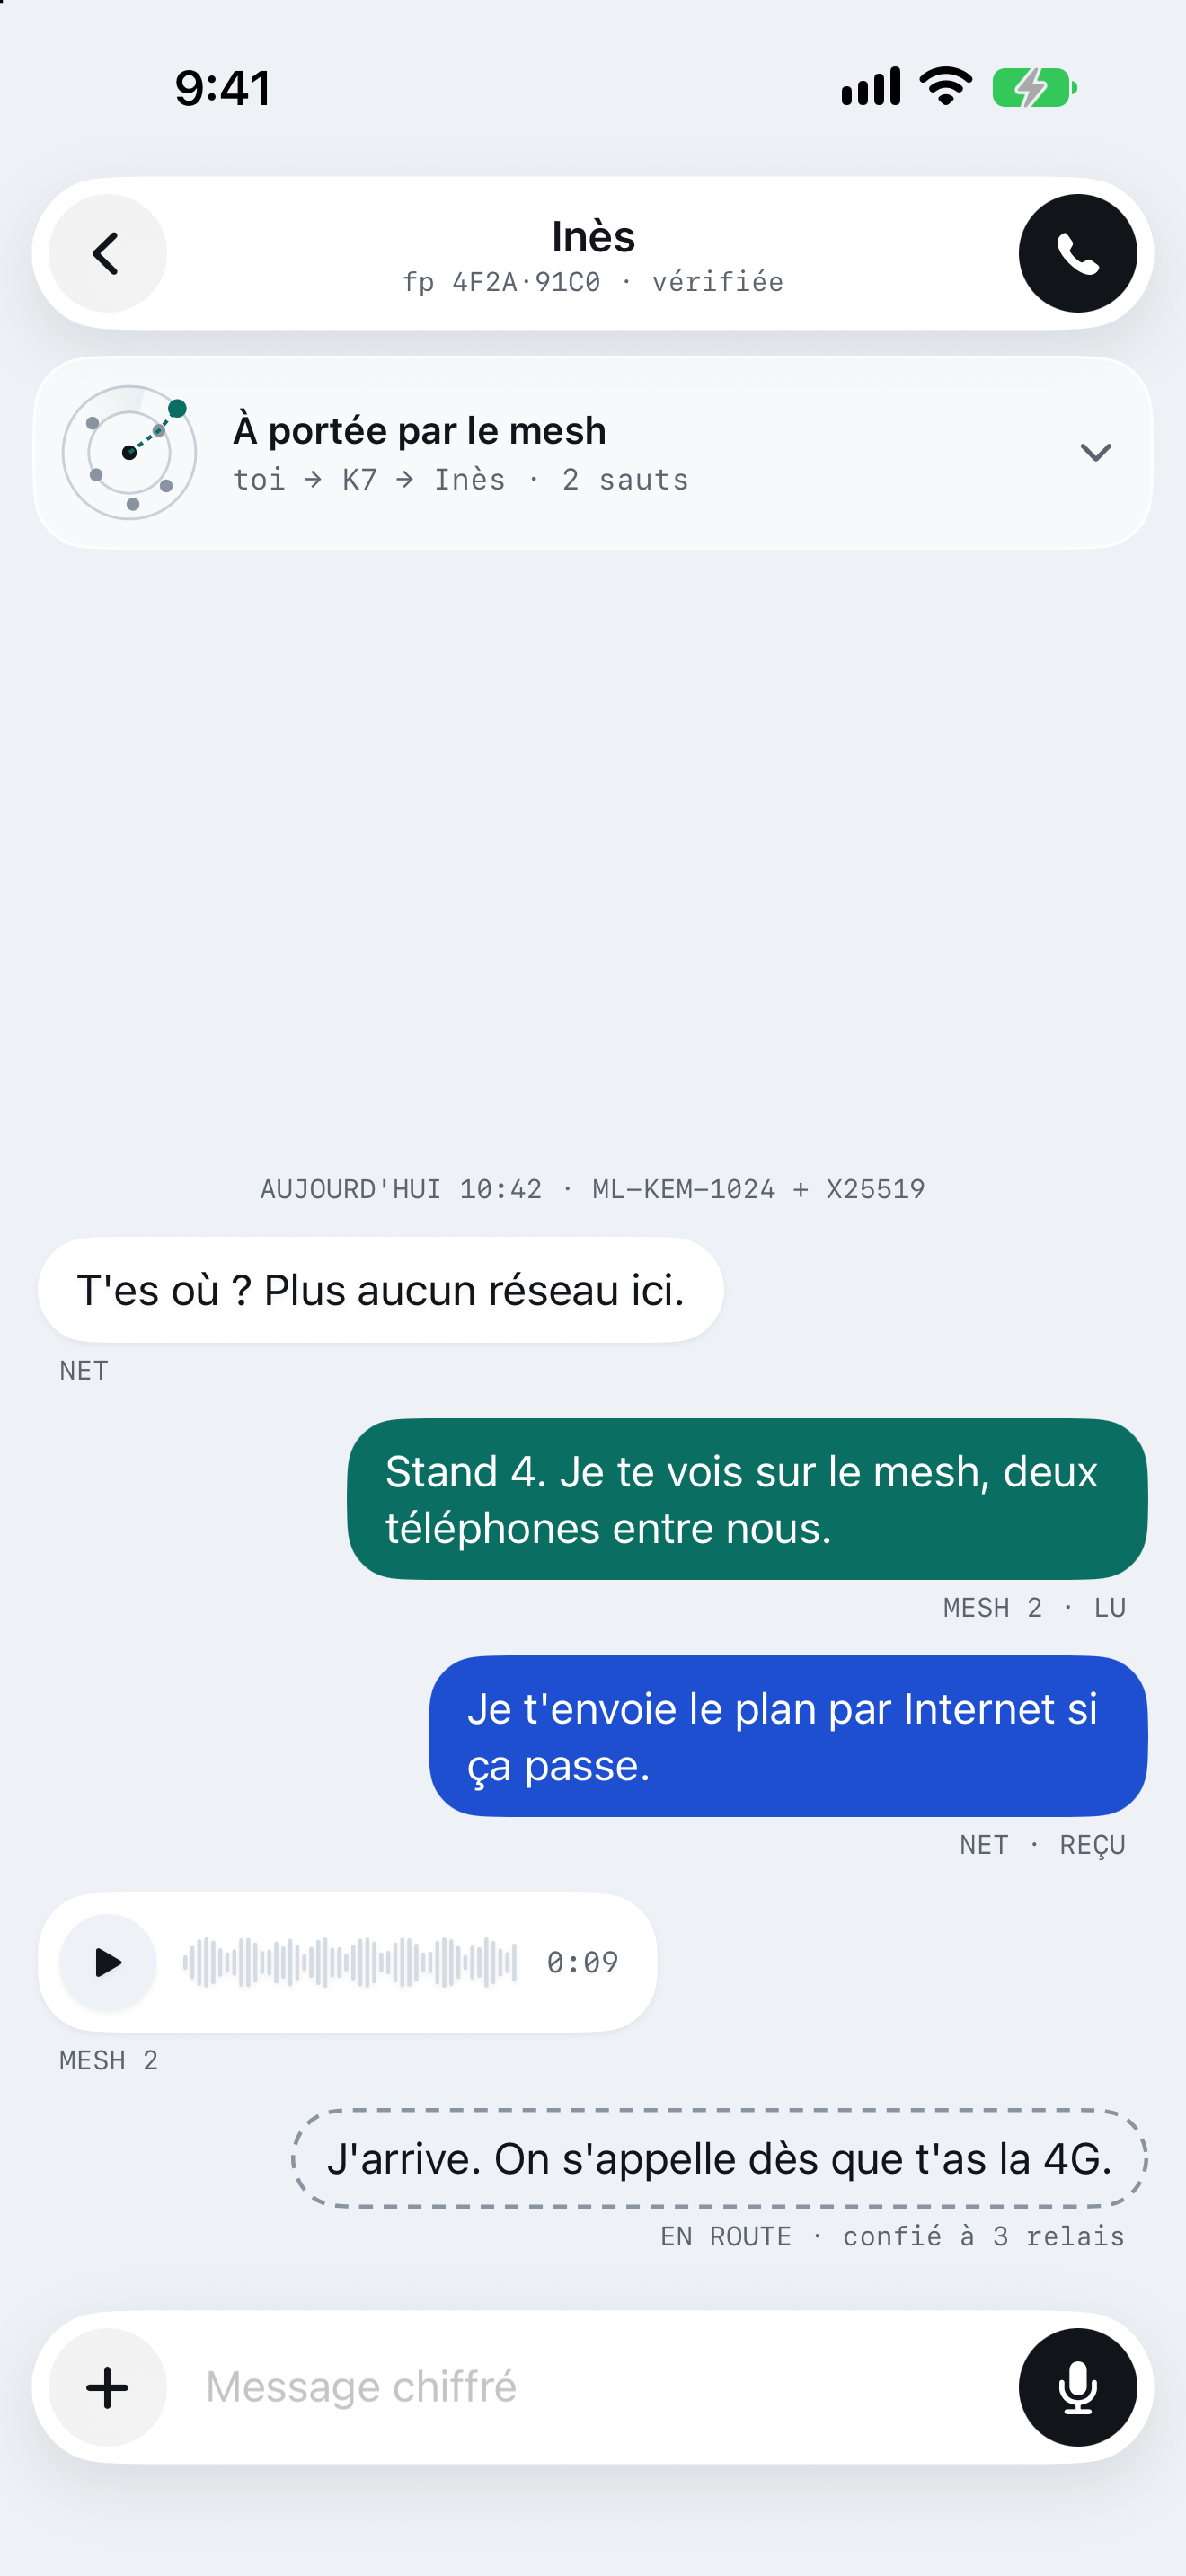 9:41
Inès
fp 4F2A·91C0 · vérifiée
À portée par le mesh
toi → K7 → Inès · 2 sauts
AUJOURD'HUI 10:42 · ML–KEM–1024 + X25519
T'es où ? Plus aucun réseau ici.
NET
Stand 4. Je te vois sur le mesh, deux
téléphones entre nous.
MESH 2 · LU
Je t'envoie le plan par Internet si
ça passe.
NET · REÇU
0:09
MESH 2
J'arrive. On s'appelle dès que t'as la 4G.
EN ROUTE · confié à 3 relais
Message chiffré